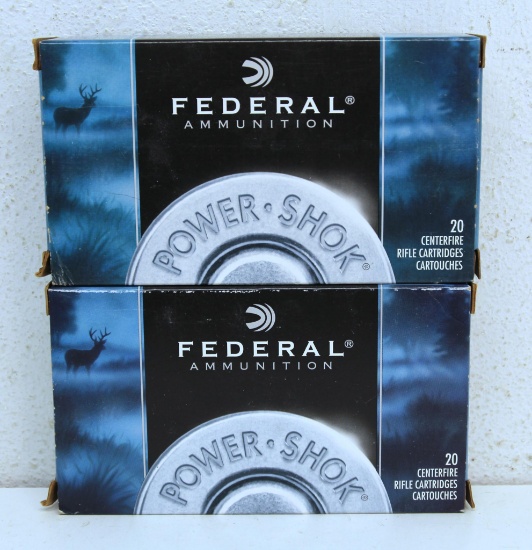 FEDERAL®
AMMUNITION
POWER·SHOK®
20
CENTERFIRE
RIFLE CARTRIDGES
CARTOUCHES
FEDERAL®
AMMUNITION
POWER·SHOK®
20
CENTERFIRE
RIFLE CARTRIDGES
CARTOUCHES